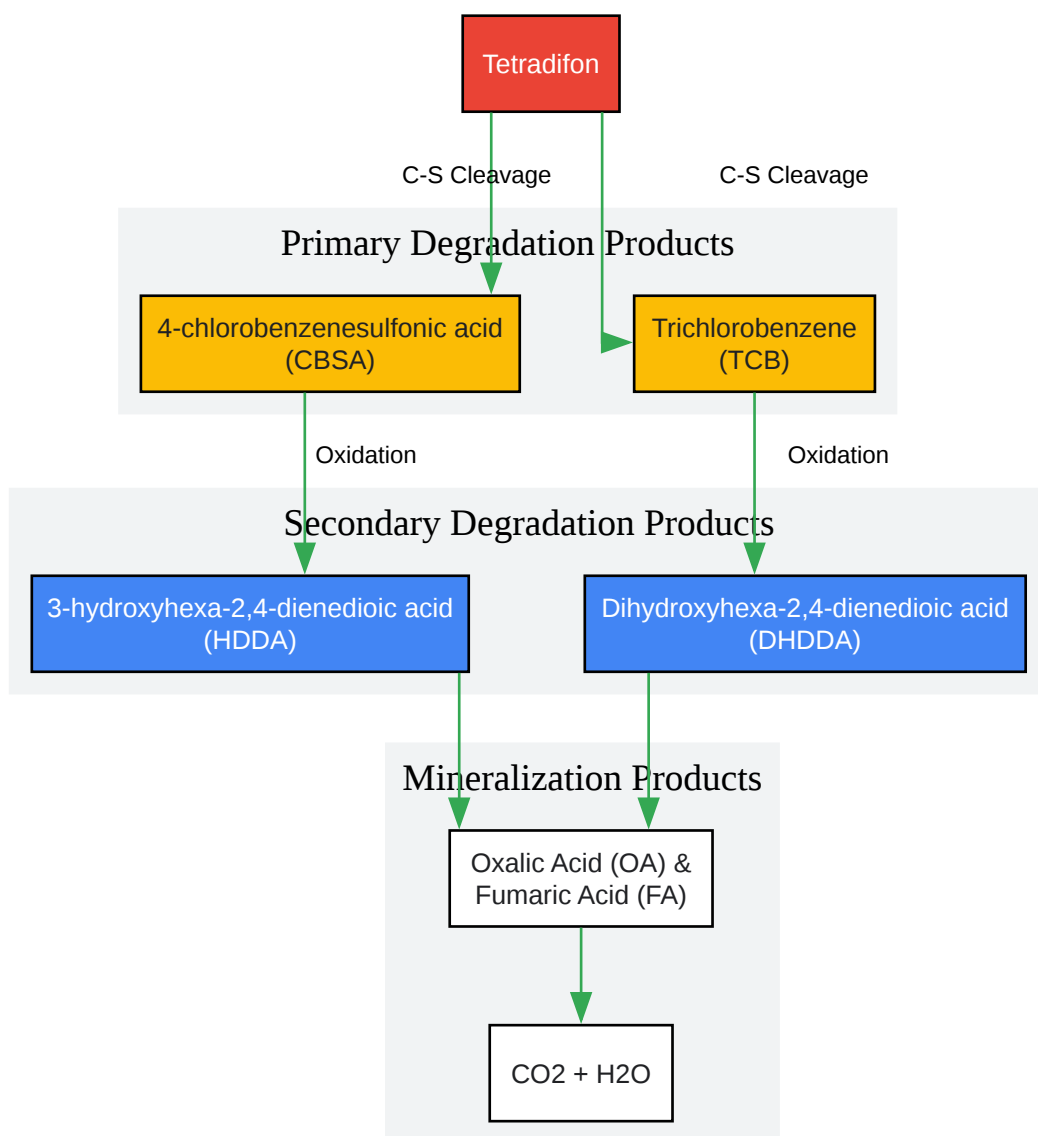 Tetradifon
C-S Cleavage
C-S Cleavage
Primary Degradation Products
4-chlorobenzenesulfonic acid
(CBSA)
Trichlorobenzene
(TCB)
Oxidation
Oxidation
Secondary Degradation Products
3-hydroxyhexa-2,4-dienedioic acid
(HDDA)
Dihydroxyhexa-2,4-dienedioic acid
(DHDDA)
Mineralization Products
Oxalic Acid (OA) &
Fumaric Acid (FA)
CO2 + H2O